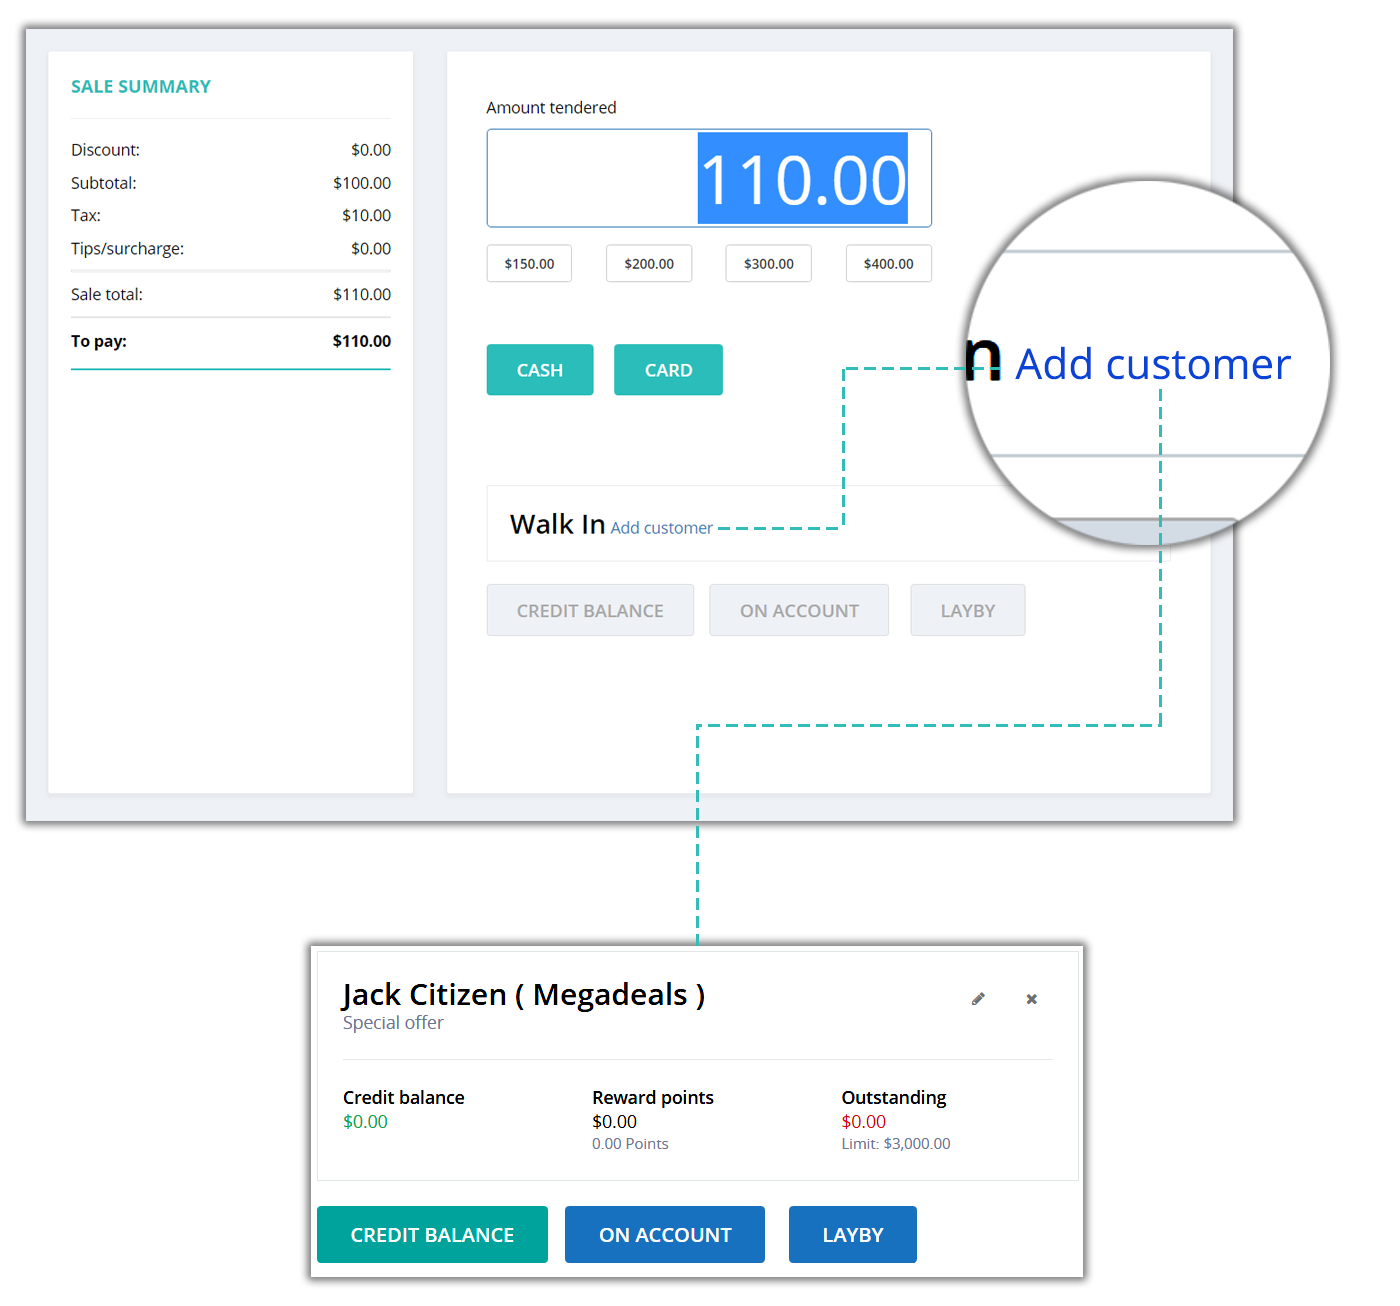 SALE SUMMARY
Discount: $0.00
Subtotal: $100.00
Tax: $10.00
Tips/surcharge: $0.00
Sale total: $110.00
To pay: $110.00
Amount tendered
110.00
$150.00 $200.00 $300.00 $400.00
CASH CARD
n Add customer
Walk In Add customer
CREDIT BALANCE ON ACCOUNT LAYBY
Jack Citizen ( Megadeals )
Special offer
Credit balance Reward points Outstanding
$0.00 $0.00 $0.00
0.00 Points Limit: $3,000.00
CREDIT BALANCE ON ACCOUNT LAYBY